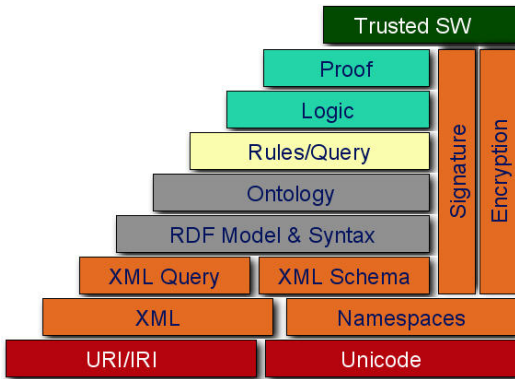 Trusted SW
Proof
Logic
Rules/Query
Ontology
RDF Model & Syntax
XML Query
XML Schema
Signature
Encryption
XML
Namespaces
URI/IRI
Unicode